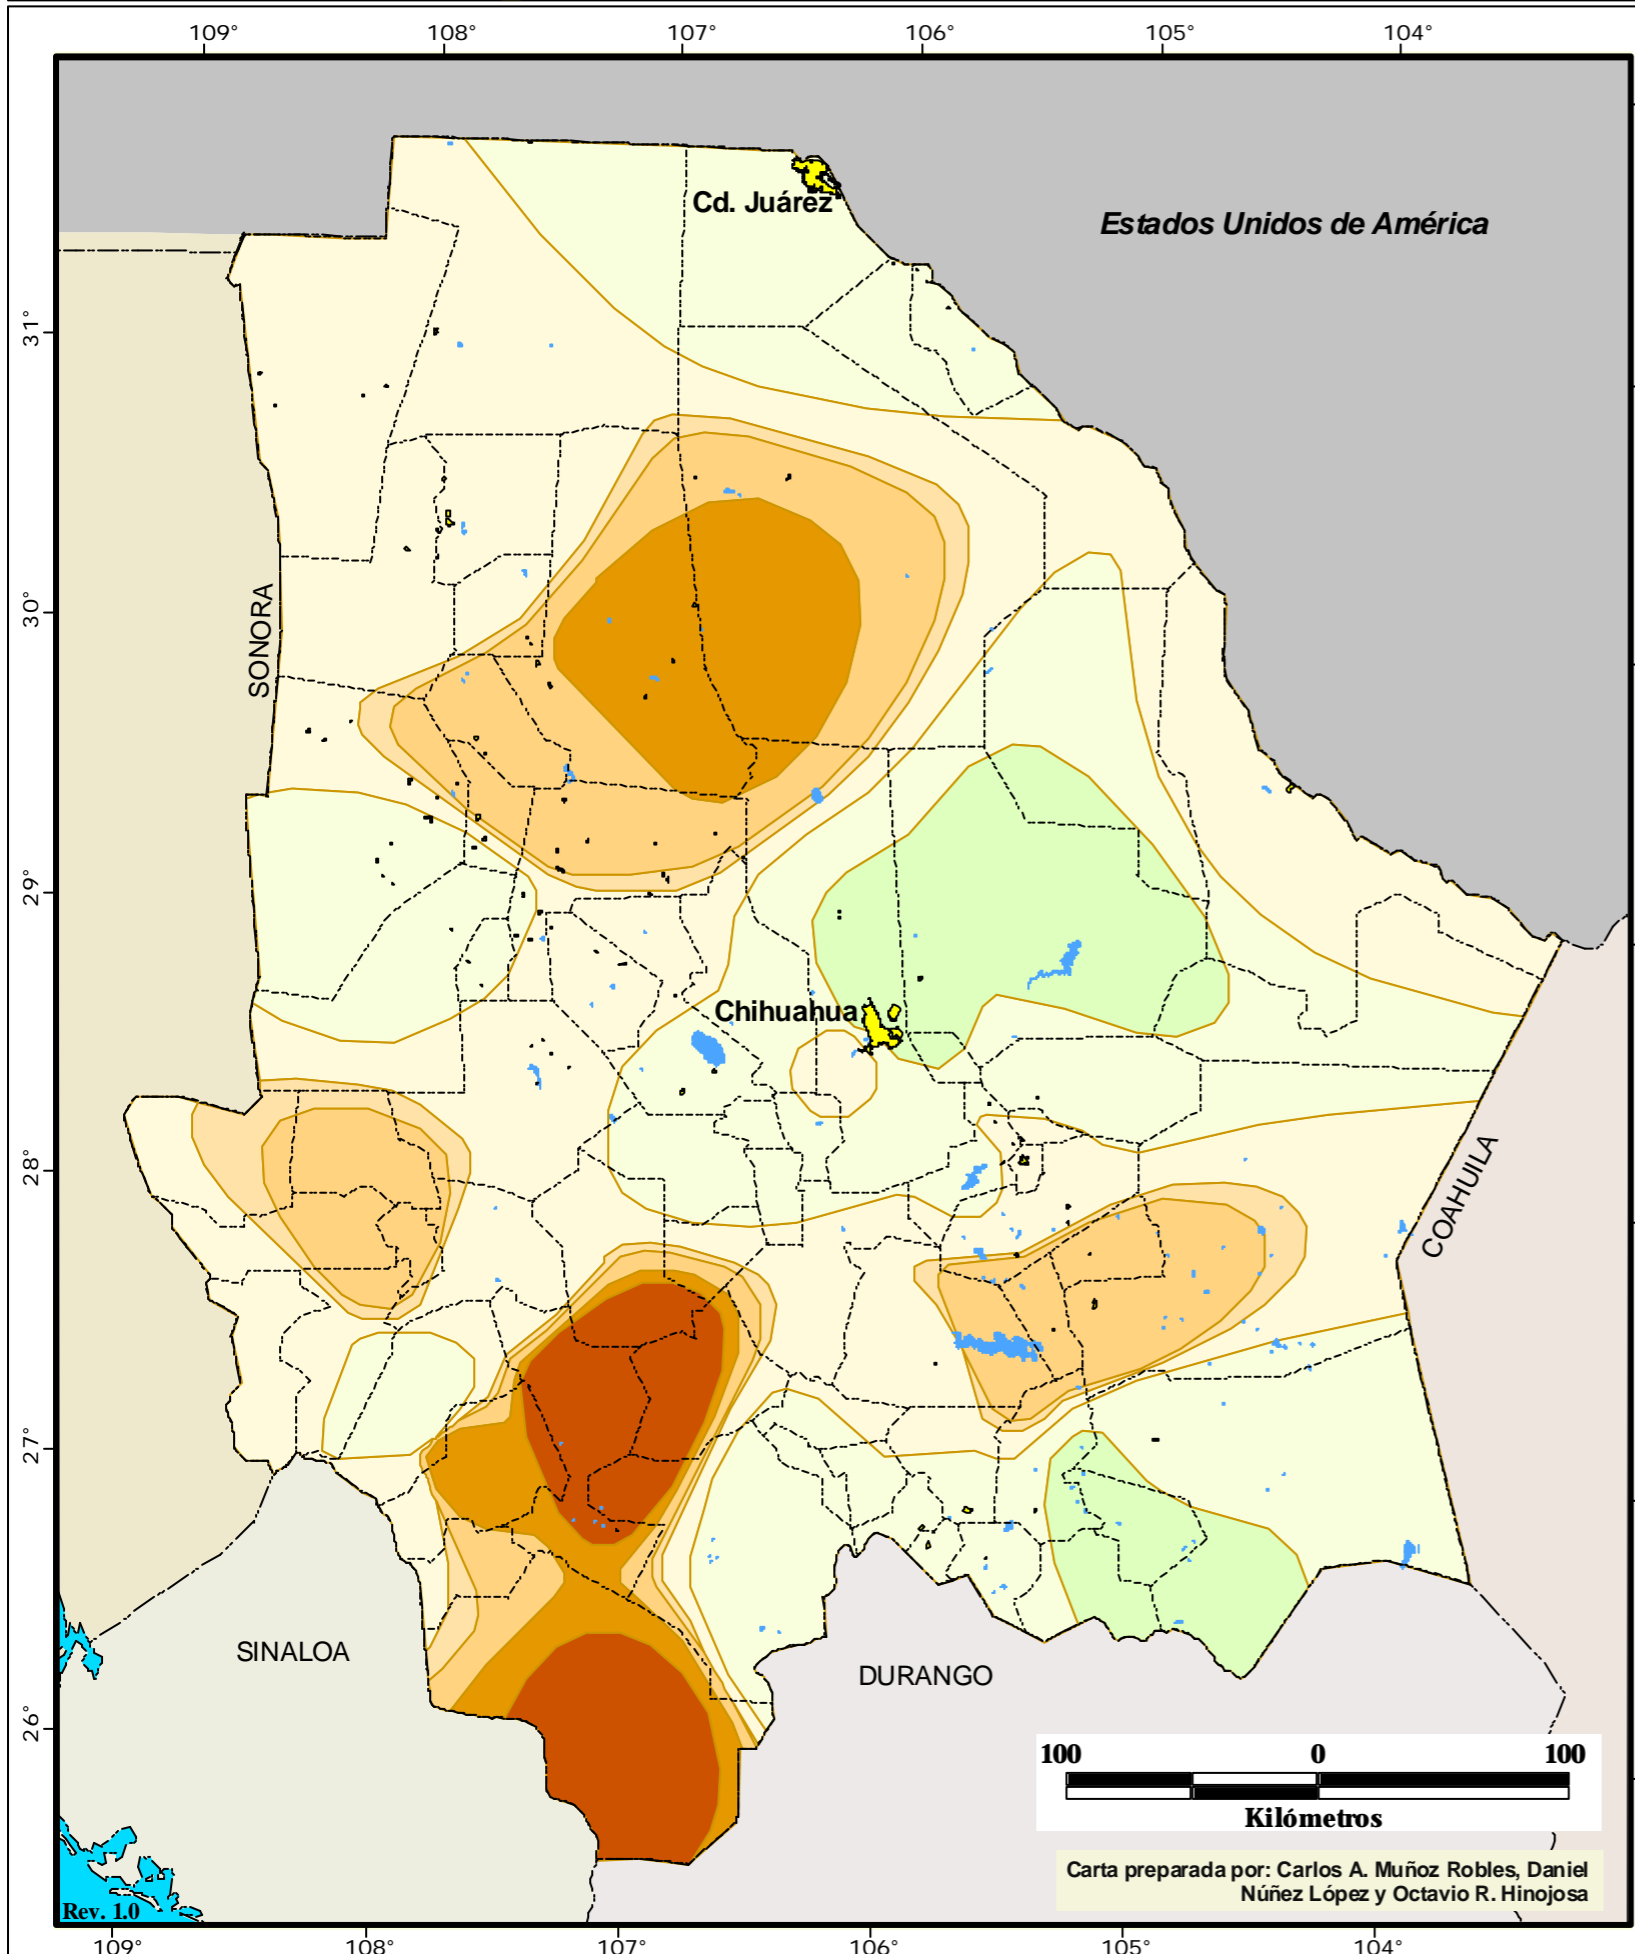 109° 108° 107° 106° 105° 104°
Cd. Juárez
Estados Unidos de América
31°
30°
SONORA
29°
Chihuahua
28°
COAHUILA
27°
SINALOA
DURANGO
26°
100 0 100
Kilómetros
Carta preparada por: Carlos A. Muñoz Robles, Daniel
Núñez López y Octavio R. Hinojosa
Rev. 1.0
109° 108° 107° 106° 105° 104°